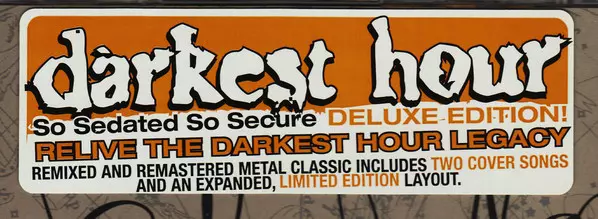 darkest hour
So Sedated So Secure DELUXE EDITION!
RELIVE THE DARKEST HOUR LEGACY
REMIXED AND REMASTERED METAL CLASSIC INCLUDES TWO COVER SONGS
AND AN EXPANDED, LIMITED EDITION LAYOUT.